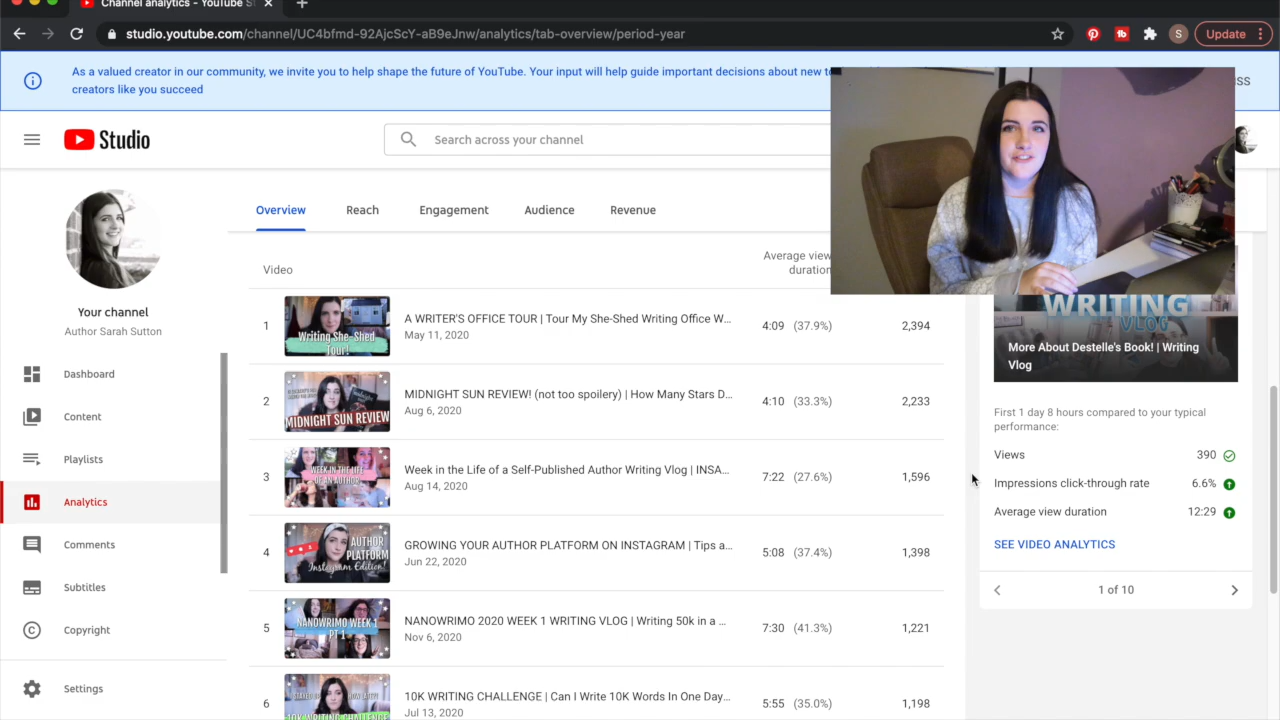 Channel analytics - YouTube St
studio.youtube.com/channel/UC4bfmd-92AjcScY-aB9eJnw/analytics/tab-overview/period-year
S
Update
As a valued creator in our community, we invite you to help shape the future of YouTube. Your input will help guide important decisions about new to
creators like you succeed
ISS
Studio
Search across your channel
Your channel
Author Sarah Sutton
Dashboard
Content
Playlists
Analytics
Comments
Subtitles
Copyright
Settings
Overview
Reach
Engagement
Audience
Revenue
Video
Average view
duration
1
Writing She-Shed
Tour!
A WRITER'S OFFICE TOUR | Tour My She-Shed Writing Office W...
May 11, 2020
4:09 (37.9%)
2,394
2
MIDNIGHT SUN REVIEW
MIDNIGHT SUN REVIEW! (not too spoilery) | How Many Stars D...
Aug 6, 2020
4:10 (33.3%)
2,233
3
WEEK IN THE LIFE
OF AN AUTHOR
Week in the Life of a Self-Published Author Writing Vlog | INSA...
Aug 14, 2020
7:22 (27.6%)
1,596
4
AUTHOR
PLATFORM
Instagram Edition!
GROWING YOUR AUTHOR PLATFORM ON INSTAGRAM | Tips a...
Jun 22, 2020
5:08 (37.4%)
1,398
5
NANOWRIMO WEEK 1
PT 1
NANOWRIMO 2020 WEEK 1 WRITING VLOG | Writing 50k in a ...
Nov 6, 2020
7:30 (41.3%)
1,221
6
10K WRITING CHALLENGE
10K WRITING CHALLENGE | Can I Write 10K Words In One Day...
Jul 13, 2020
5:55 (35.0%)
1,198
WRITING
VLOG
More About Destelle's Book! | Writing
Vlog
First 1 day 8 hours compared to your typical
performance:
Views
390
Impressions click-through rate
6.6%
Average view duration
12:29
SEE VIDEO ANALYTICS
1 of 10